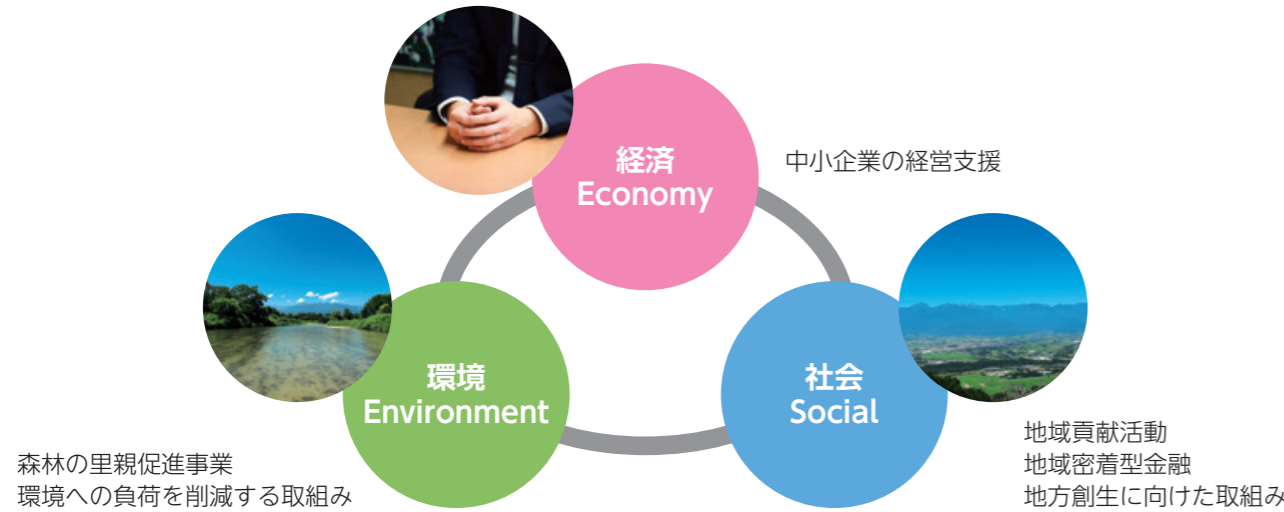 経済
Economy
中小企業の経営支援
環境
Environment
社会
Social
森林の里親促進事業
環境への負荷を削減する取組み
地域貢献活動
地域密着型金融
地方創生に向けた取組み